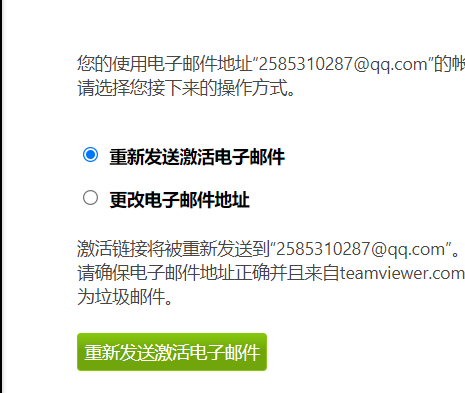 您的使用电子邮件地址"2585310287@qq.com"的帐
请选择您接下来的操作方式。
重新发送激活电子邮件
更改电子邮件地址
激活链接将被重新发送到"2585310287@qq.com"。
请确保电子邮件地址正确并且来自teamviewer.com
为垃圾邮件。
重新发送激活电子邮件